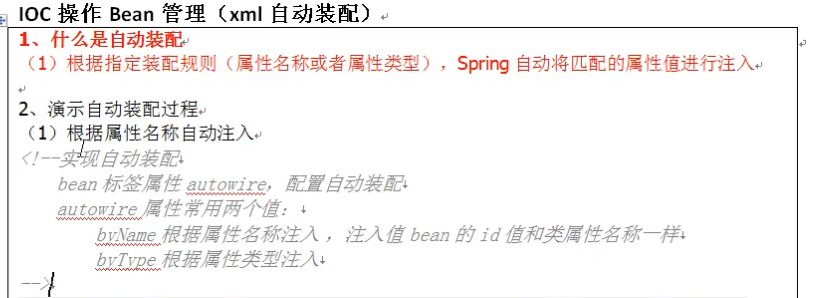 IOC 操作 Bean 管理（xml 自动装配）
1、什么是自动装配
（1）根据指定装配规则（属性名称或者属性类型），Spring 自动将匹配的属性值进行注入
2、演示自动装配过程
（1）根据属性名称自动注入
<!--实现自动装配
bean 标签属性 autowire，配置自动装配
autowire 属性常用两个值：
byName 根据属性名称注入 ，注入值 bean 的 id 值和类属性名称一样
byType 根据属性类型注入
-->